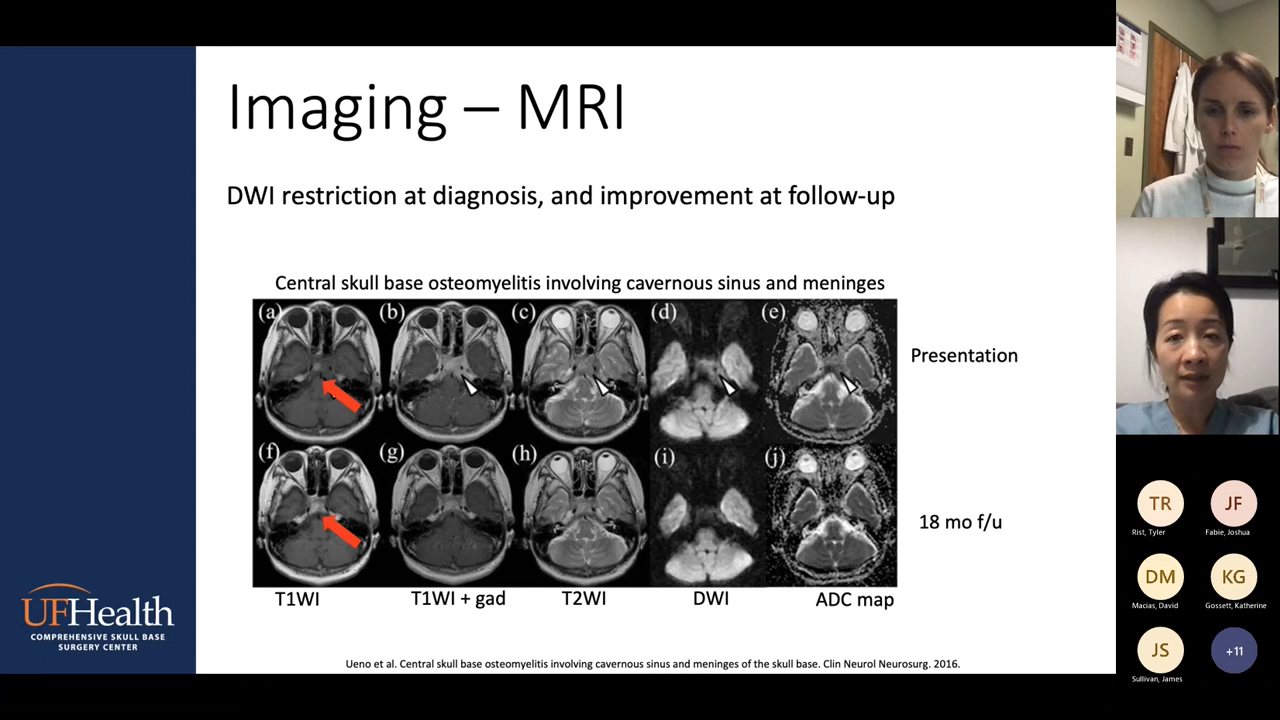 Imaging – MRI
DWI restriction at diagnosis, and improvement at follow-up
Central skull base osteomyelitis involving cavernous sinus and meninges
(a) (b) (c) (d) (e)
Presentation
(f) (g) (h) (i) (j)
18 mo f/u
T1WI T1WI + gad T2WI DWI ADC map
UFHealth
COMPREHENSIVE SKULL BASE
SURGERY CENTER
Ueno et al. Central skull base osteomyelitis involving cavernous sinus and meninges of the skull base. Clin Neurol Neurosurg. 2016.
TR JF
Rist, Tyler Fabie, Joshua
DM KG
Macias, David Gossett, Katherine
JS +11
Sullivan, James